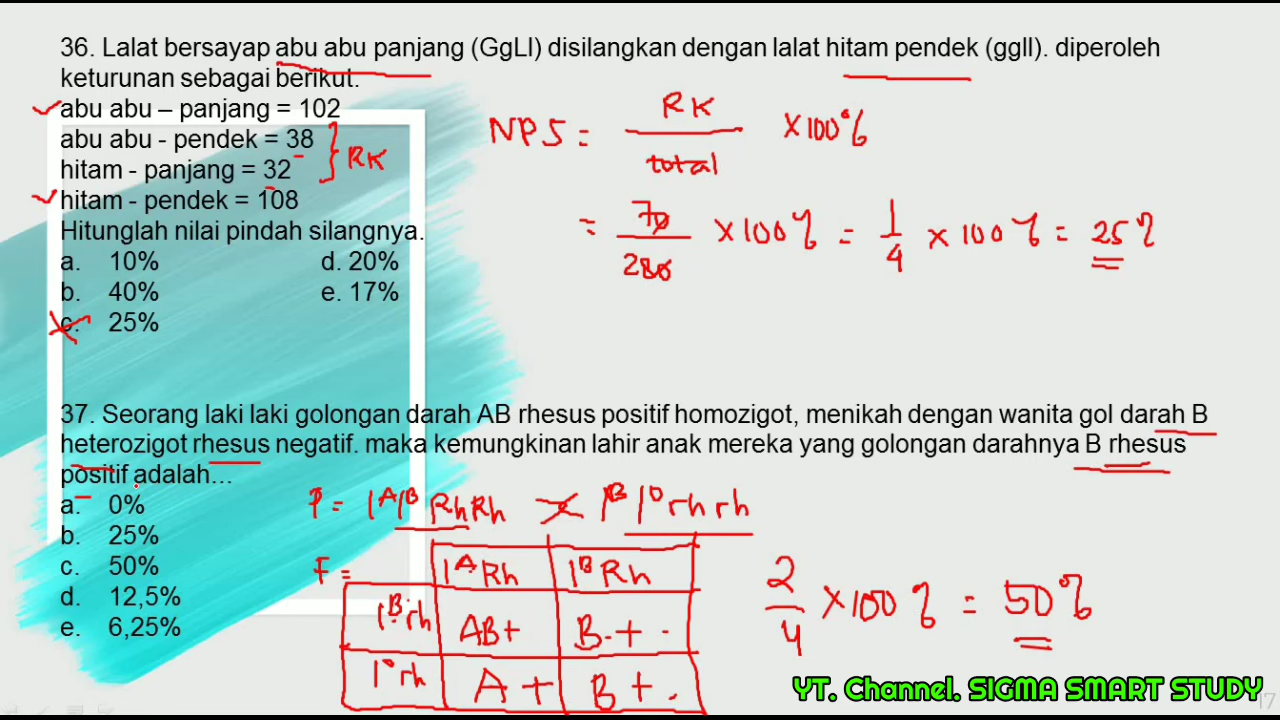 36. Lalat bersayap abu abu panjang (GgLl) disilangkan dengan lalat hitam pendek (ggll). diperoleh
keturunan sebagai berikut.
abu abu – panjang = 102
abu abu - pendek = 38
hitam - panjang = 32
RK
hitam - pendek = 108
Hitunglah nilai pindah silangnya.
a. 10%
d. 20%
b. 40%
e. 17%
c. 25%
NPS = RK / total × 100%
= 70 / 280 × 100% = 1/4 × 100% = 25%
37. Seorang laki laki golongan darah AB rhesus positif homozigot, menikah dengan wanita gol darah B
heterozigot rhesus negatif. maka kemungkinan lahir anak mereka yang golongan darahnya B rhesus
positif adalah...
a. 0%
b. 25%
c. 50%
d. 12,5%
e. 6,25%
P = IᴬIᴮ RhRh × IᴮI⁰ rh rh
F =
IᴬRh IᴮRh
Iᴮrh AB+ B+
I⁰rh A+ B+
2/4 × 100% = 50%
YT. Channel. SIGMA SMART STUDY
17